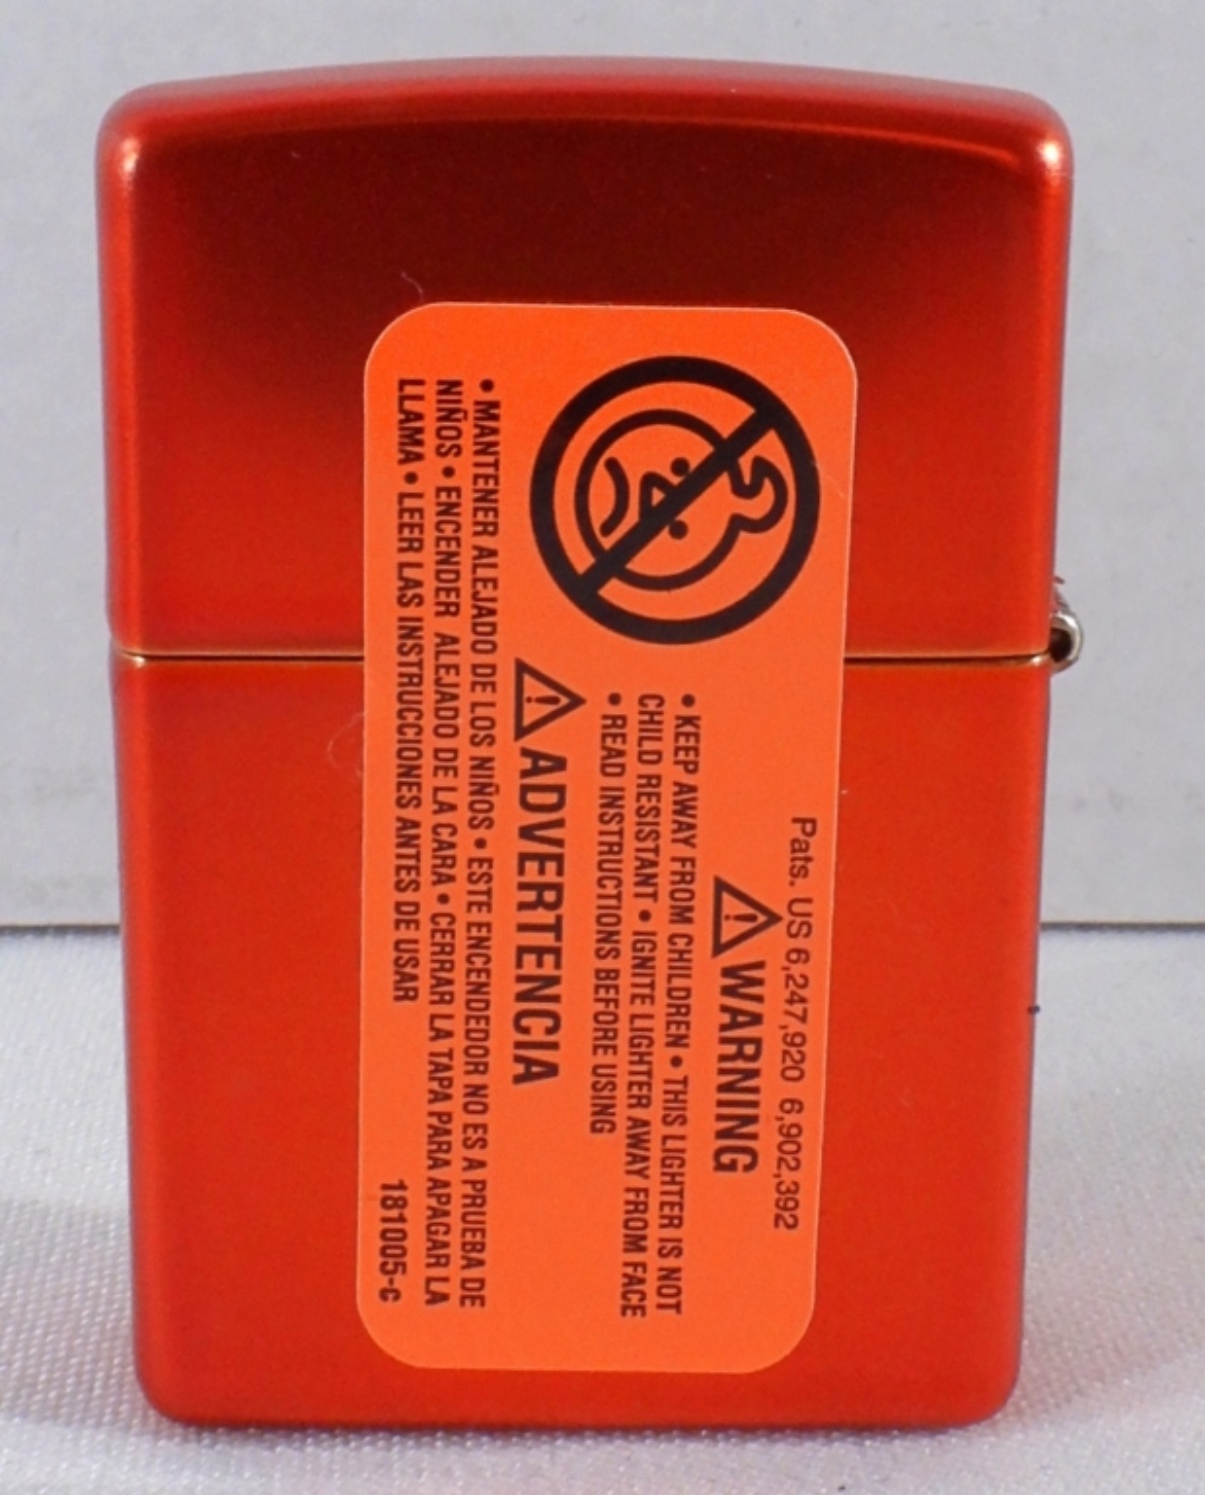 Pats. US 6,247,920 6,902,392
WARNING
• KEEP AWAY FROM CHILDREN • THIS LIGHTER IS NOT
CHILD RESISTANT • IGNITE LIGHTER AWAY FROM FACE
• READ INSTRUCTIONS BEFORE USING
ADVERTENCIA
• MANTENER ALEJADO DE LOS NIÑOS • ESTE ENCENDEDOR NO ES A PRUEBA DE
NIÑOS • ENCENDER ALEJADO DE LA CARA • CERRAR LA TAPA PARA APAGAR LA
LLAMA • LEER LAS INSTRUCCIONES ANTES DE USAR
181005-c